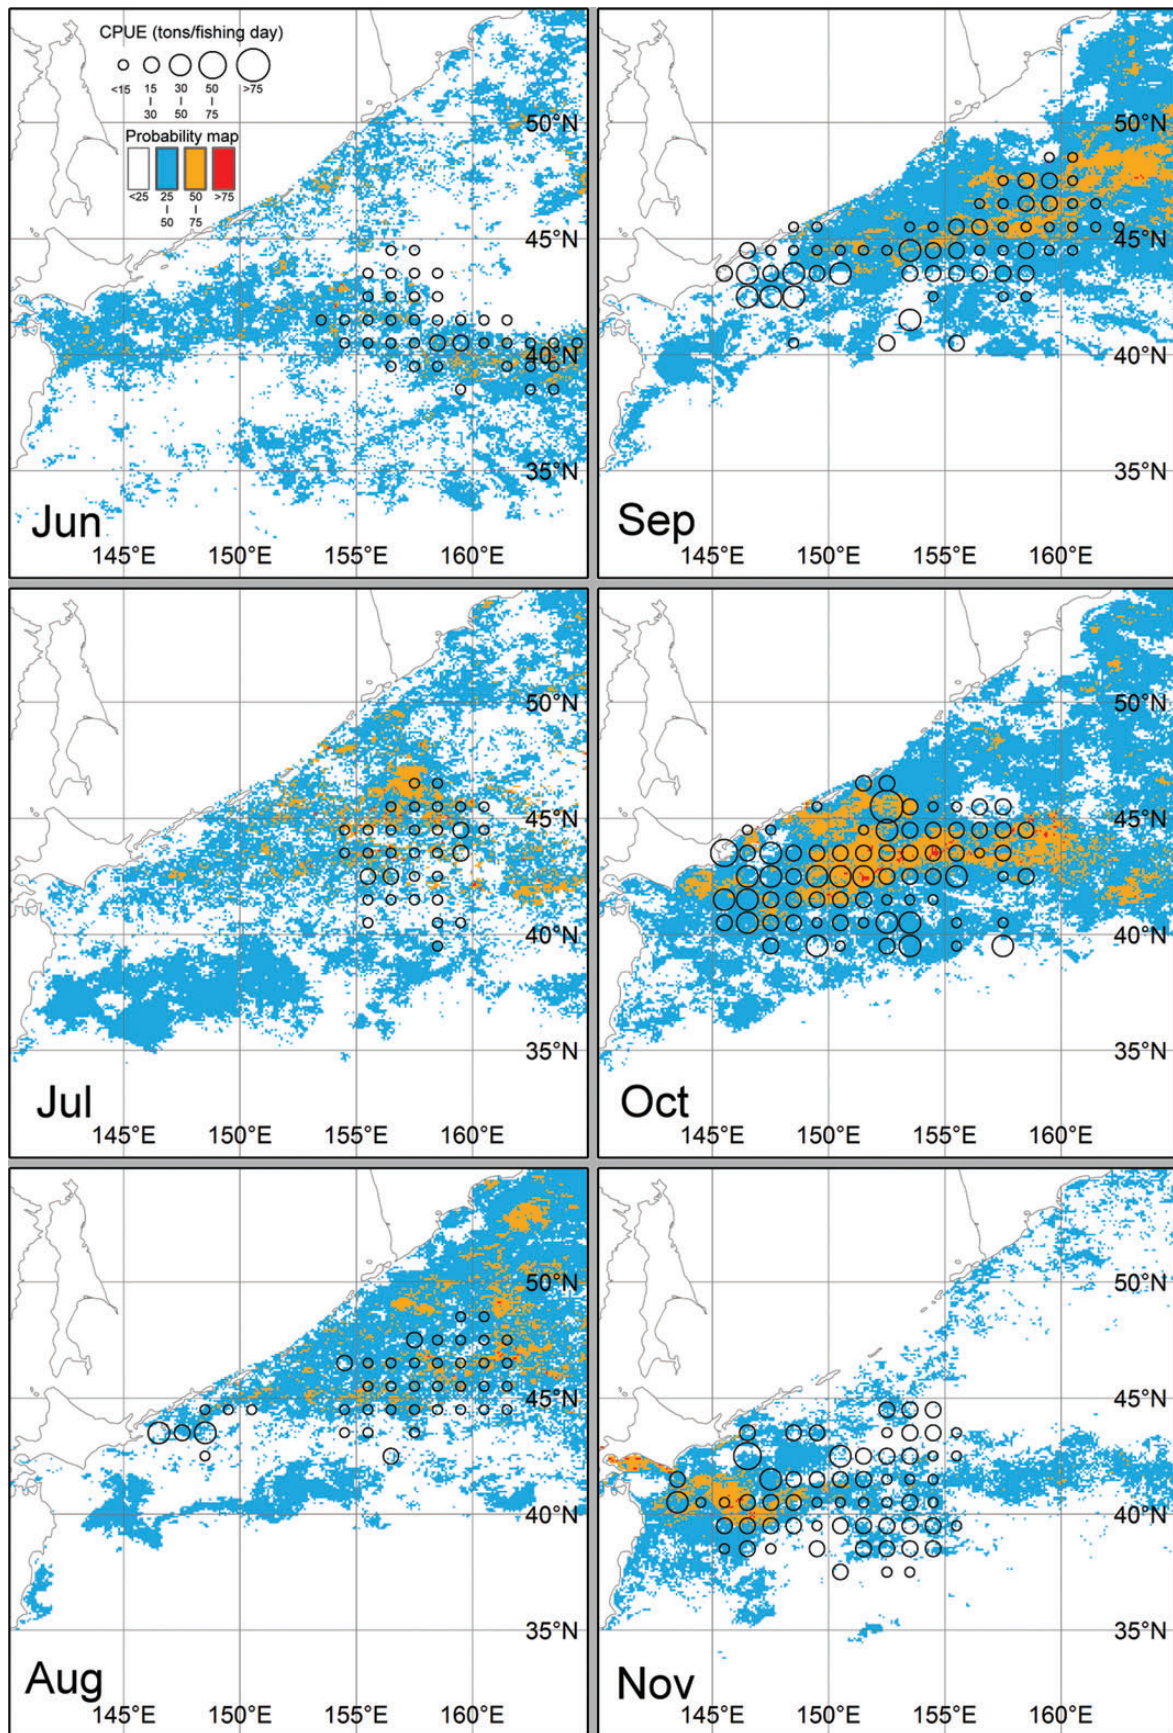 CPUE (tons/fishing day)
<15 15 30 50 >75
| | |
30 50 75
Probability map
<25 25 50 >75
| |
50 75
50°N
45°N
40°N
35°N
Jun
145°E 150°E 155°E 160°E
50°N
45°N
40°N
35°N
Sep
145°E 150°E 155°E 160°E
50°N
45°N
40°N
35°N
Jul
145°E 150°E 155°E 160°E
50°N
45°N
40°N
35°N
Oct
145°E 150°E 155°E 160°E
50°N
45°N
40°N
35°N
Aug
145°E 150°E 155°E 160°E
50°N
45°N
40°N
35°N
Nov
145°E 150°E 155°E 160°E